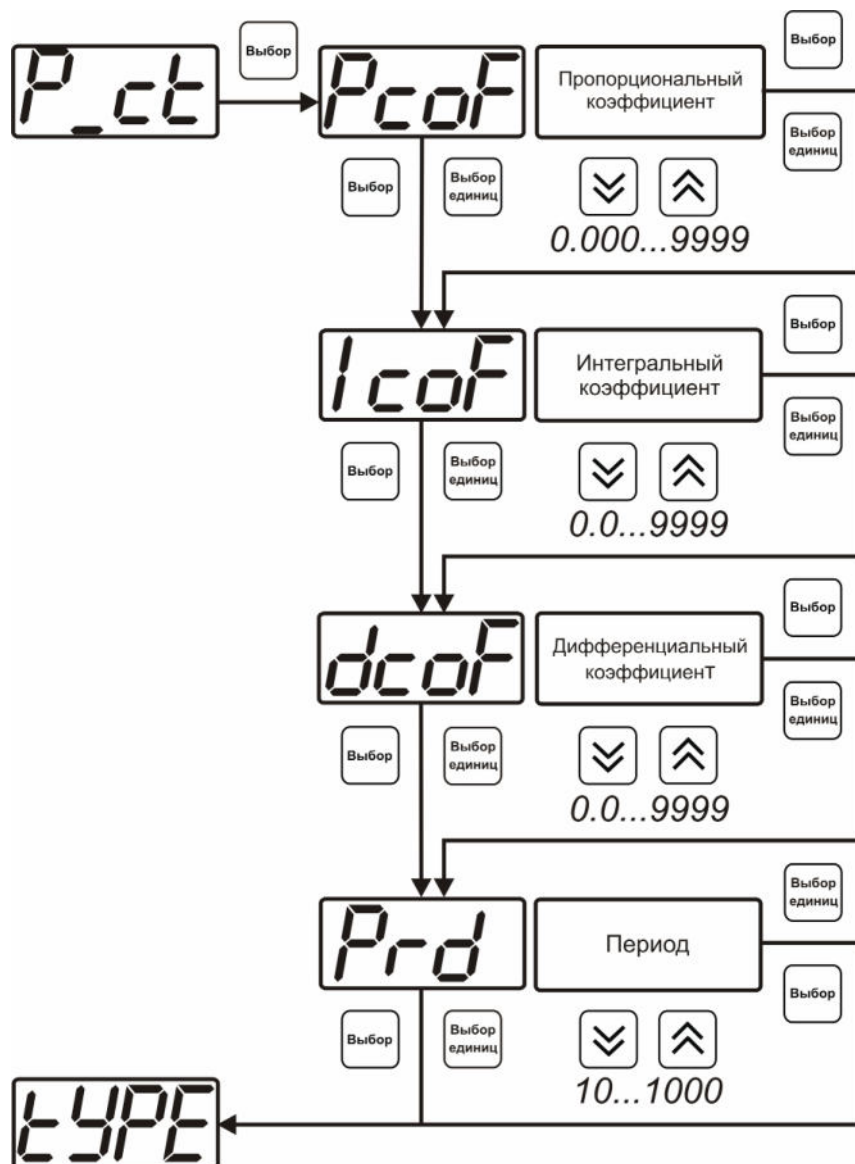 Выбор
P_ct
PcoF
Пропорциональный
коэффициент
Выбор
Выбор
единиц
Выбор
Выбор
единиц
0.000...9999
IcoF
Интегральный
коэффициент
Выбор
Выбор
единиц
Выбор
Выбор
единиц
0.0...9999
dcoF
Дифференциальный
коэффициенТ
Выбор
Выбор
единиц
Выбор
Выбор
единиц
0.0...9999
Prd
Период
Выбор
единиц
Выбор
Выбор
Выбор
единиц
10...1000
tYPE